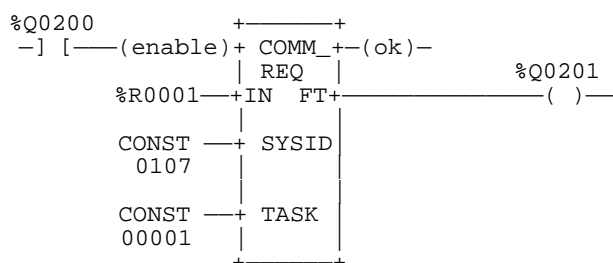 %Q0200
—] [———(enable)+ COMM_+—(ok)—
REQ %Q0201
%R0001——+IN FT+————————————————( )—
CONST ——+ SYSID
0107
CONST ——+ TASK
00001